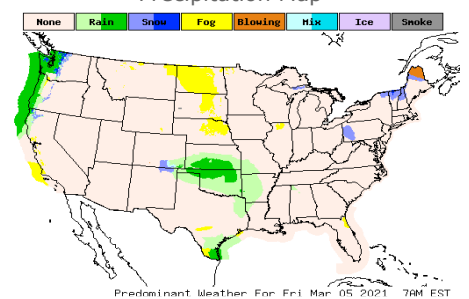 Precipitation Map
None Rain Snow Fog Blowing Mix Ice Smoke
Predominant Weather For Fri Mar 05 2021 7AM EST